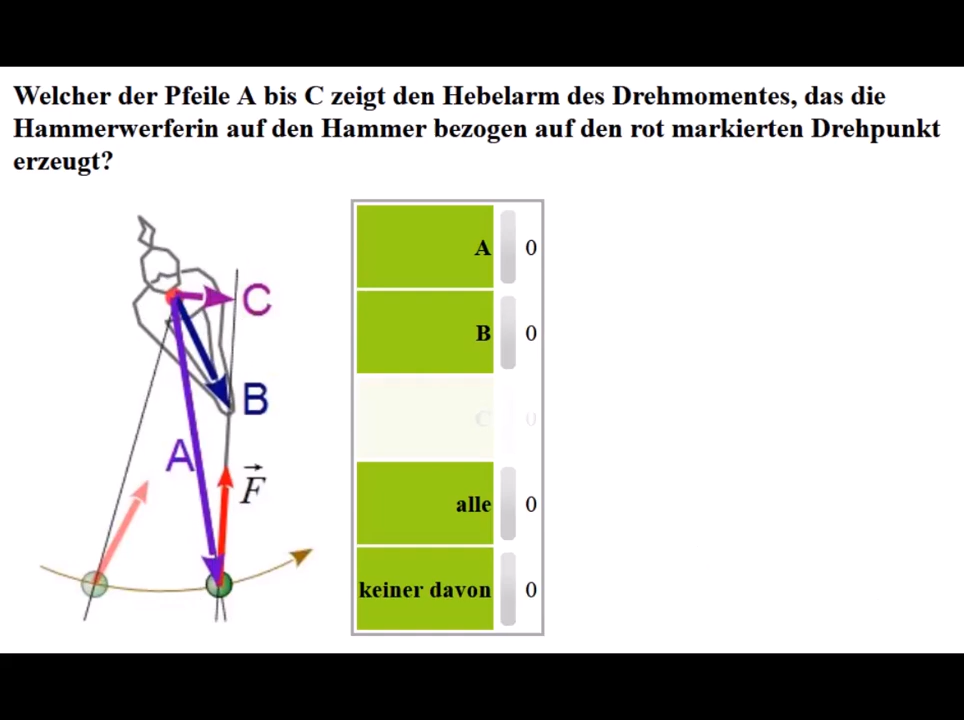 Welcher der Pfeile A bis C zeigt den Hebelarm des Drehmomentes, das die
Hammerwerferin auf den Hammer bezogen auf den rot markierten Drehpunkt
erzeugt?
C
B
A
F
A 0
B 0
C 0
alle 0
keiner davon 0